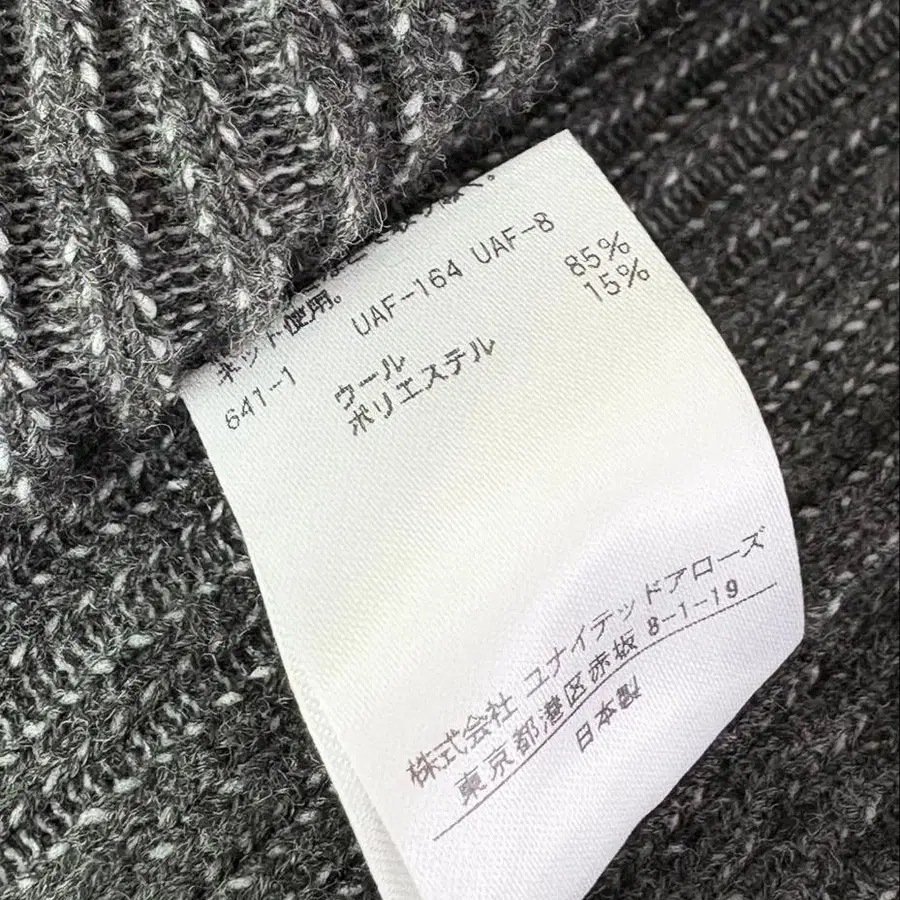 ネット使用。
UAF-164 UAF-8
641-1
ウール 85%
ポリエステル 15%
株式会社 ユナイテッドアローズ
東京都港区赤坂 8-1-19
日本製